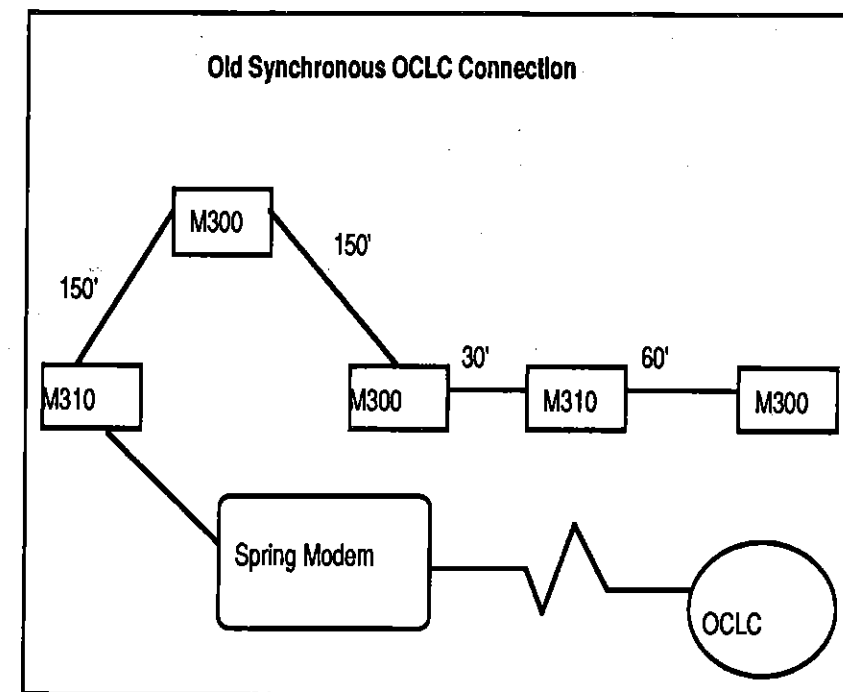 Old Synchronous OCLC Connection
M300
150'
150'
M310
M300
30'
M310
60'
M300
Spring Modem
OCLC